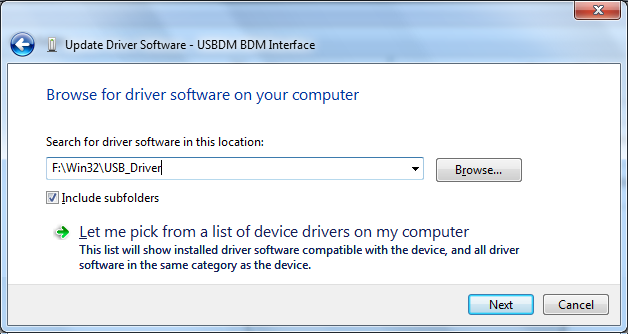 Update Driver Software - USBDM BDM Interface
Browse for driver software on your computer
Search for driver software in this location:
F:\Win32\USB_Driver
Browse...
Include subfolders
Let me pick from a list of device drivers on my computer
This list will show installed driver software compatible with the device, and all driver
software in the same category as the device.
Next
Cancel